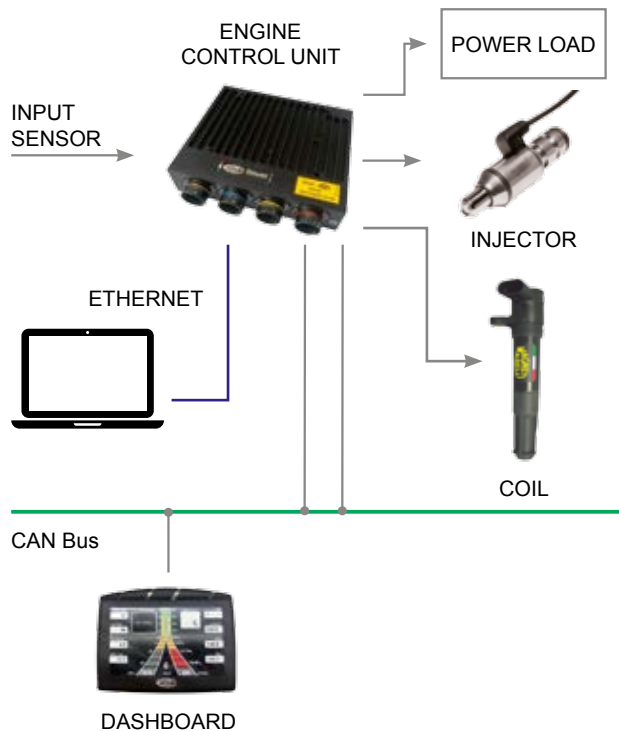 ENGINE
CONTROL UNIT
POWER LOAD
INPUT
SENSOR
INJECTOR
ETHERNET
COIL
CAN Bus
DASHBOARD